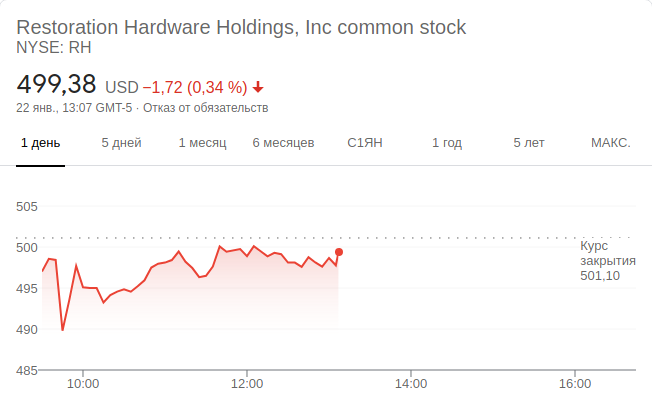 Restoration Hardware Holdings, Inc common stock
NYSE: RH
499,38 USD −1,72 (0,34 %)
22 янв., 13:07 GMT-5 · Отказ от обязательств
1 день 5 дней 1 месяц 6 месяцев С1ЯН 1 год 5 лет МАКС.
505
500
495
490
485
Курс
закрытия
501,10
10:00 12:00 14:00 16:00